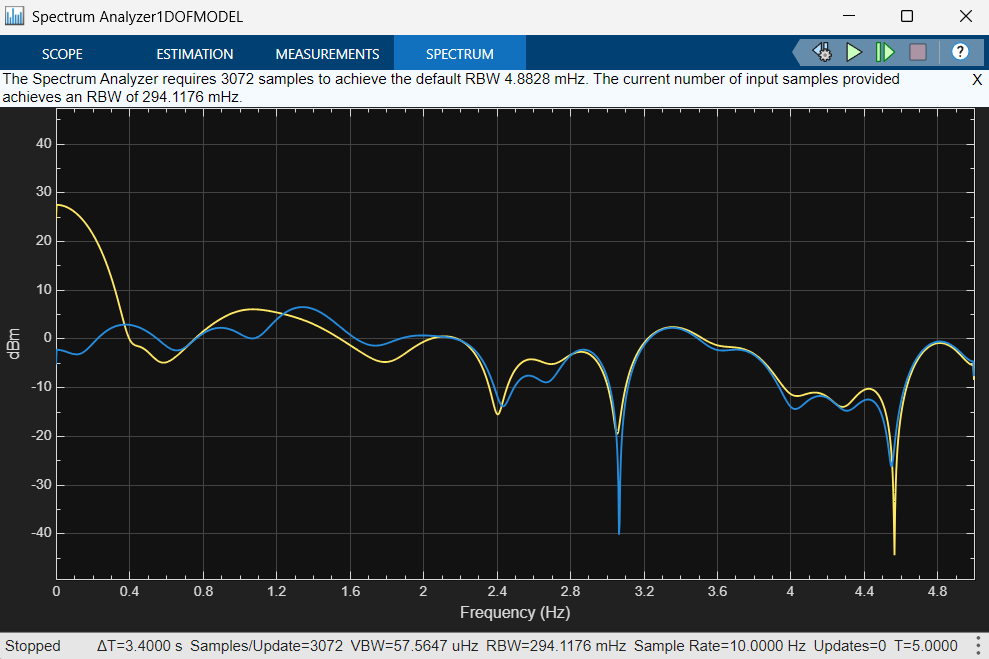 Spectrum Analyzer1DOFMODEL
SCOPE ESTIMATION MEASUREMENTS SPECTRUM ?
The Spectrum Analyzer requires 3072 samples to achieve the default RBW 4.8828 mHz. The current number of input samples provided X
achieves an RBW of 294.1176 mHz.
40
30
20
10
0
-10
-20
-30
-40
dBm
0 0.4 0.8 1.2 1.6 2 2.4 2.8 3.2 3.6 4 4.4 4.8
Frequency (Hz)
Stopped ΔT=3.4000 s Samples/Update=3072 VBW=57.5647 uHz RBW=294.1176 mHz Sample Rate=10.0000 Hz Updates=0 T=5.0000